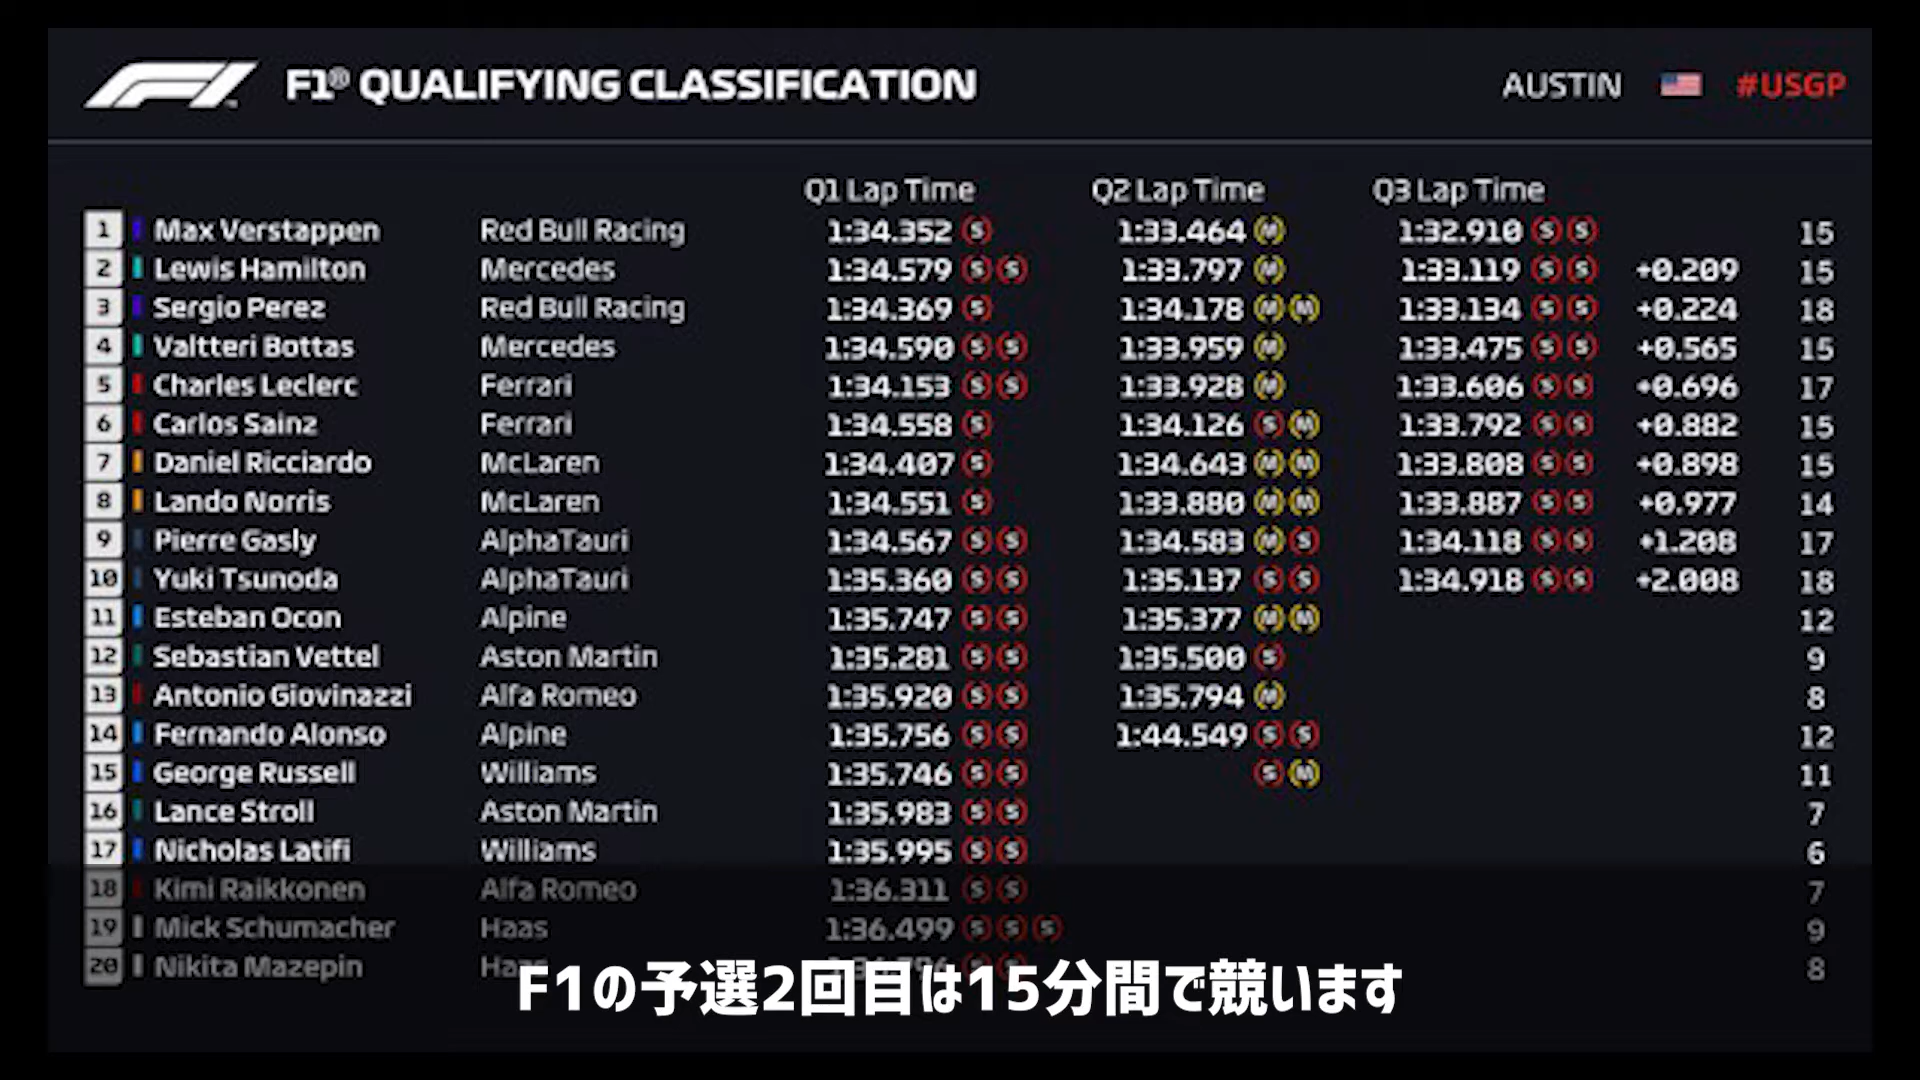 F1® QUALIFYING CLASSIFICATION AUSTIN #USGP
Q1 Lap Time Q2 Lap Time Q3 Lap Time
1 Max Verstappen Red Bull Racing 1:34.352 S 1:33.464 M 1:32.910 S S 15
2 Lewis Hamilton Mercedes 1:34.579 S S 1:33.797 M 1:33.119 S S +0.209 15
3 Sergio Perez Red Bull Racing 1:34.369 S 1:34.178 M M 1:33.134 S S +0.224 18
4 Valtteri Bottas Mercedes 1:34.590 S S 1:33.959 M 1:33.475 S S +0.565 15
5 Charles Leclerc Ferrari 1:34.153 S S 1:33.928 M 1:33.606 S S +0.696 17
6 Carlos Sainz Ferrari 1:34.558 S 1:34.126 S M 1:33.792 S S +0.882 15
7 Daniel Ricciardo McLaren 1:34.407 S 1:34.643 M M 1:33.808 S S +0.898 15
8 Lando Norris McLaren 1:34.551 S 1:33.880 M M 1:33.887 S S +0.977 14
9 Pierre Gasly AlphaTauri 1:34.567 S S 1:34.583 M S 1:34.118 S S +1.208 17
10 Yuki Tsunoda AlphaTauri 1:35.360 S S 1:35.137 S S 1:34.918 S S +2.008 18
11 Esteban Ocon Alpine 1:35.747 S S 1:35.377 M M 12
12 Sebastian Vettel Aston Martin 1:35.281 S S 1:35.500 S 9
13 Antonio Giovinazzi Alfa Romeo 1:35.920 S S 1:35.794 M 8
14 Fernando Alonso Alpine 1:35.756 S S 1:44.549 S S 12
15 George Russell Williams 1:35.746 S S S M 11
16 Lance Stroll Aston Martin 1:35.983 S S 7
17 Nicholas Latifi Williams 1:35.995 S S 6
18 Kimi Raikkonen Alfa Romeo 1:36.311 S S 7
19 Mick Schumacher Haas 1:36.499 S S S 9
20 Nikita Mazepin 8
F1の予選2回目は15分間で競います